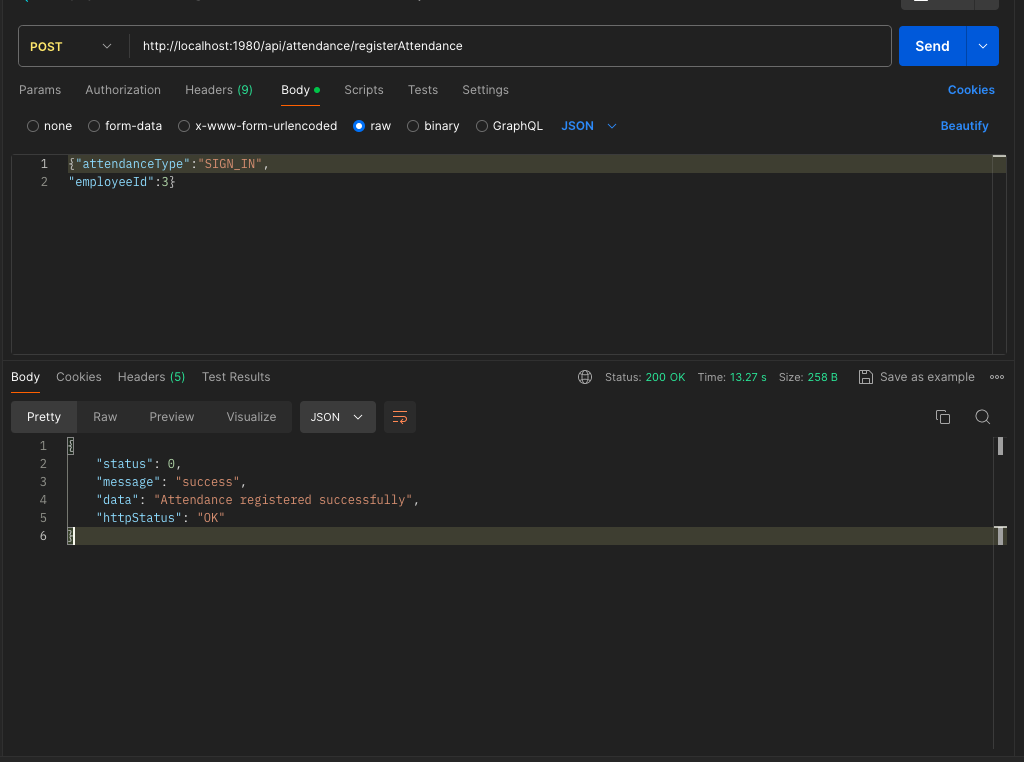 POST http://localhost:1980/api/attendance/registerAttendance Send
Params Authorization Headers (9) Body Scripts Tests Settings Cookies
none form-data x-www-form-urlencoded raw binary GraphQL JSON Beautify
1 {"attendanceType":"SIGN_IN",
2 "employeeId":3}
Body Cookies Headers (5) Test Results Status: 200 OK Time: 13.27 s Size: 258 B Save as example
Pretty Raw Preview Visualize JSON
1 {
2 "status": 0,
3 "message": "success",
4 "data": "Attendance registered successfully",
5 "httpStatus": "OK"
6 }